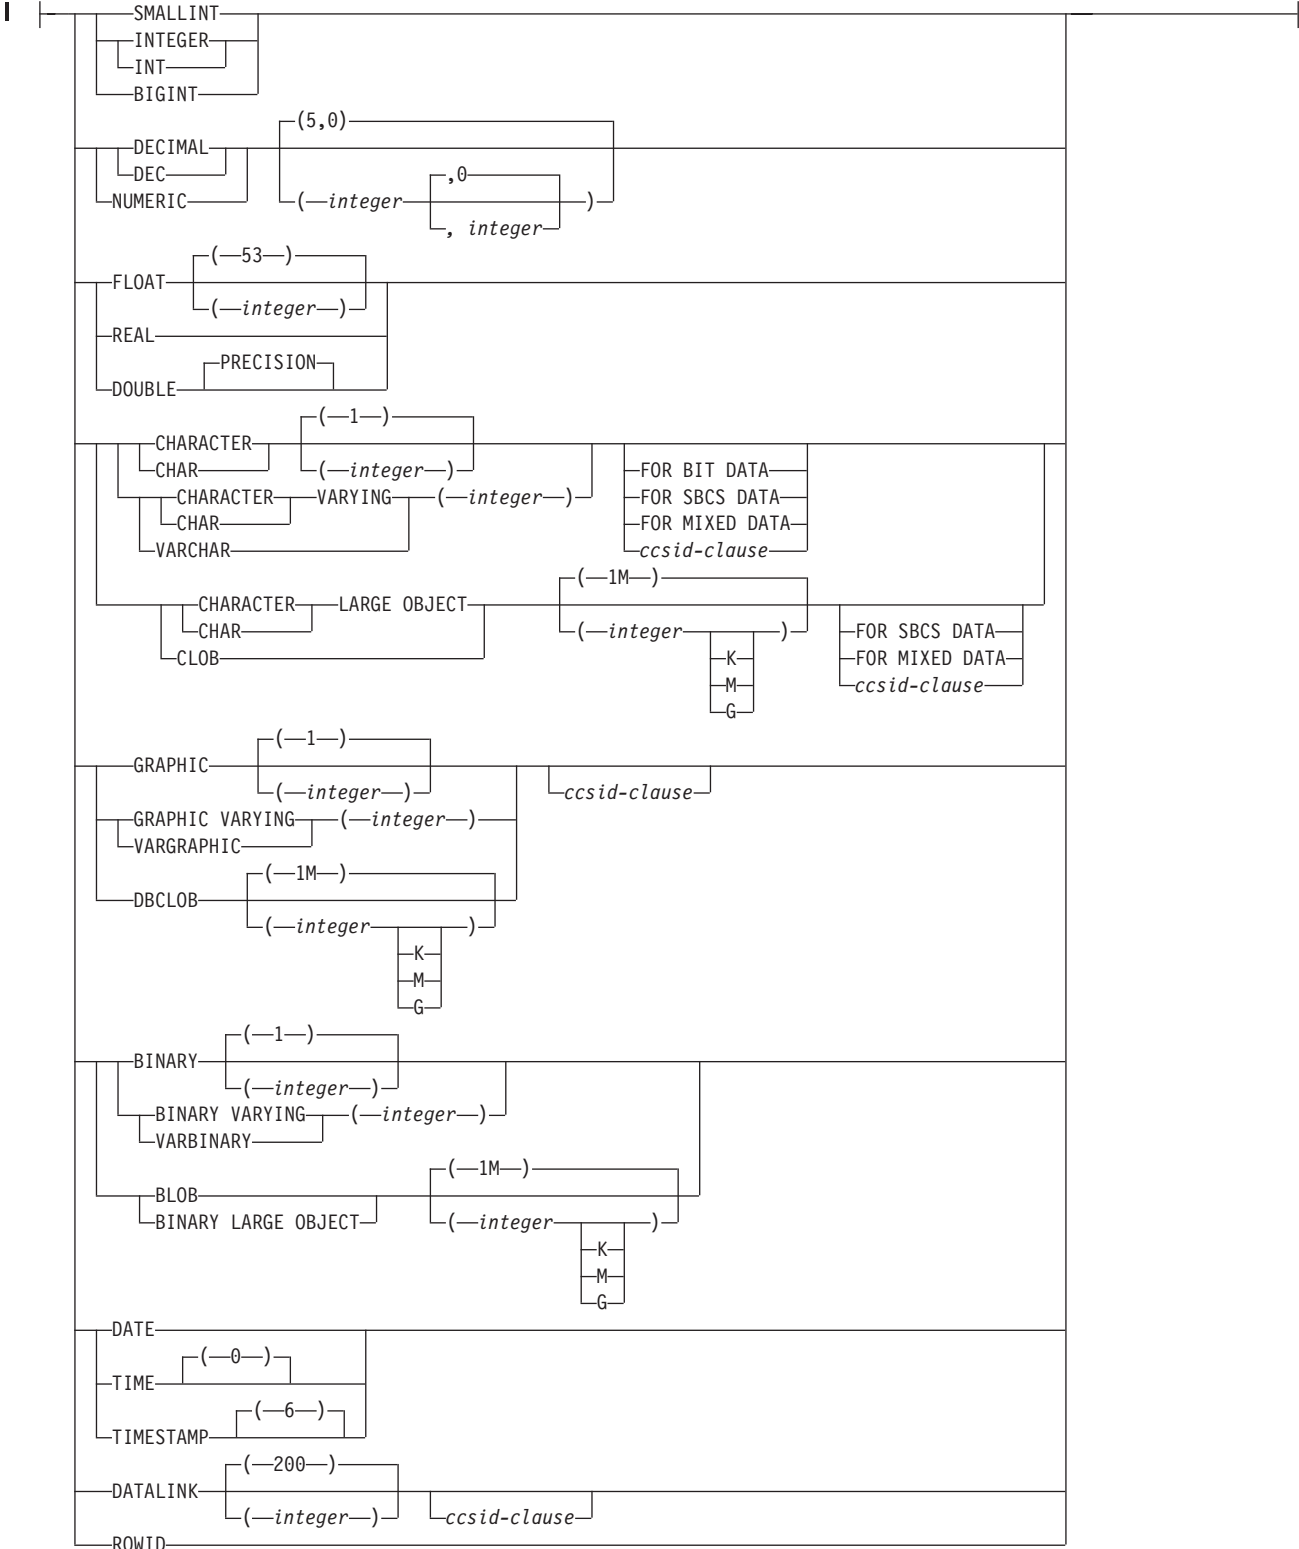 SMALLINT
INTEGER
INT
BIGINT
(5,0)
DECIMAL
DEC
,0
NUMERIC ( integer )
, integer
( 53 )
FLOAT
( integer )
REAL
PRECISION
DOUBLE
( 1 )
CHARACTER
CHAR ( integer ) FOR BIT DATA
CHARACTER VARYING ( integer ) FOR SBCS DATA
CHAR FOR MIXED DATA
VARCHAR ccsid-clause
( 1M )
CHARACTER LARGE OBJECT
CHAR ( integer ) FOR SBCS DATA
CLOB K FOR MIXED DATA
M ccsid-clause
G
( 1 )
GRAPHIC
( integer ) ccsid-clause
GRAPHIC VARYING ( integer )
VARGRAPHIC
( 1M )
DBCLOB
( integer )
K
M
G
( 1 )
BINARY
( integer )
BINARY VARYING ( integer )
VARBINARY
( 1M )
BLOB
BINARY LARGE OBJECT ( integer )
K
M
G
DATE
( 0 )
TIME
( 6 )
TIMESTAMP
( 200 )
DATALINK
( integer ) ccsid-clause
ROWID